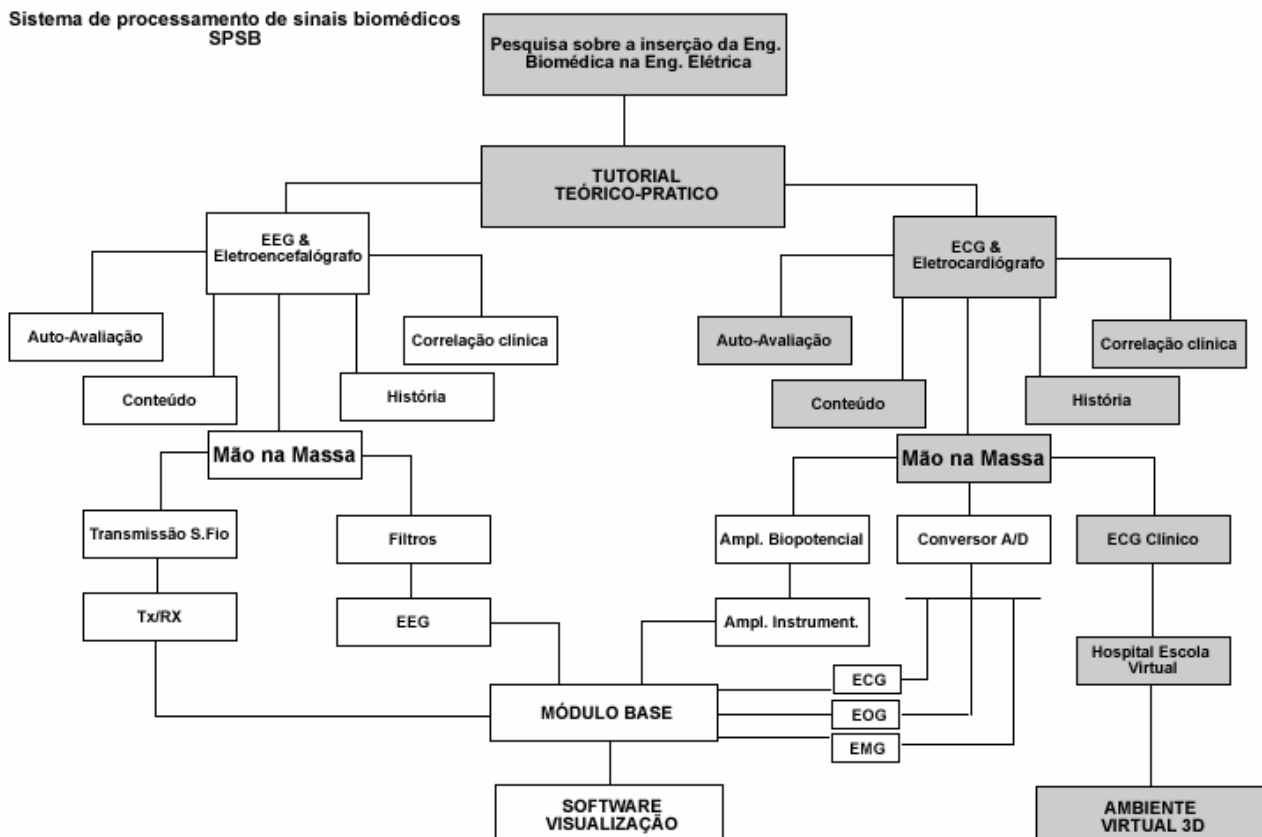 Sistema de processamento de sinais biomédicos
SPSB
Pesquisa sobre a inserção da Eng.
Biomédica na Eng. Elétrica
TUTORIAL
TEÓRICO-PRATICO
EEG &
Eletroencefalógrafo
ECG &
Eletrocardiógrafo
Auto-Avaliação
Correlação clínica
Conteúdo
História
Auto-Avaliação
Correlação clínica
Conteúdo
História
Mão na Massa
Mão na Massa
Transmissão S.Fio
Filtros
Ampl. Biopotencial
Conversor A/D
ECG Clínico
Tx/RX
EEG
Ampl. Instrument.
Hospital Escola
Virtual
ECG
MÓDULO BASE
EOG
EMG
SOFTWARE
VISUALIZAÇÃO
AMBIENTE
VIRTUAL 3D